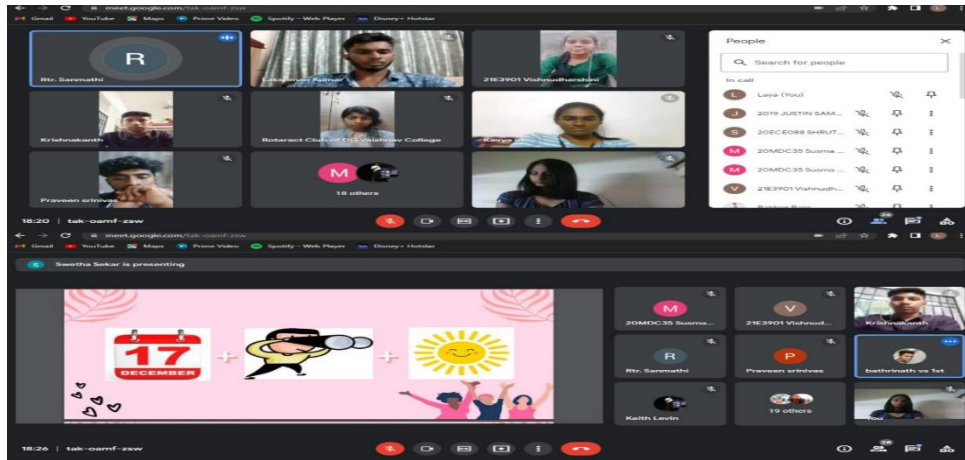 meet.google.com/tak-oamf-zsw
Gmail YouTube Maps Prime Video Spotify – Web Player Disney+ Hotstar
Rtr. Sanmathi
Lakshman Kumar
21E3901 Vishnudharshini
Krishnakanth
Rotaract Club of DG Vaishnav College
Kavya
Praveen srinivas
18 others
You
People
Search for people
In call
Laya (You)
2019 JUSTIN SAM...
20ECE088 SHRUT...
20MDC35 Susma ...
20MDC35 Susma ...
21E3901 Vishnudh...
18:20 | tak-oamf-zsw
26
meet.google.com/tak-oamf-zsw
Gmail YouTube Maps Prime Video Spotify – Web Player Disney+ Hotstar
Swetha Sekar is presenting
17
DECEMBER
+
+
20MDC35 Susma...
21E3901 Vishnud...
Krishnakanth
Rtr. Sanmathi
Praveen srinivas
bathrinath vs 1st
Keith Levin
19 others
You
18:26 | tak-oamf-zsw
28